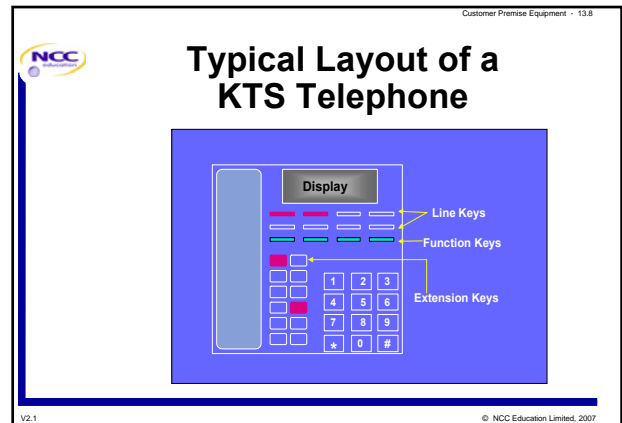 Customer Premise Equipment - 13.8
NCC
education
Typical Layout of a
KTS Telephone
Display
Line Keys
Function Keys
Extension Keys
1 2 3
4 5 6
7 8 9
* 0 #
V2.1
© NCC Education Limited, 2007